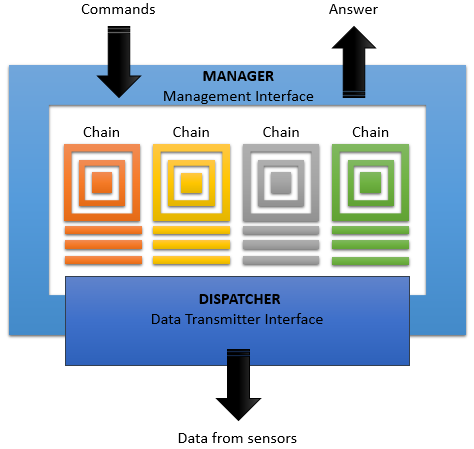 Commands
Answer
MANAGER
Management Interface
Chain
Chain
Chain
Chain
DISPATCHER
Data Transmitter Interface
Data from sensors